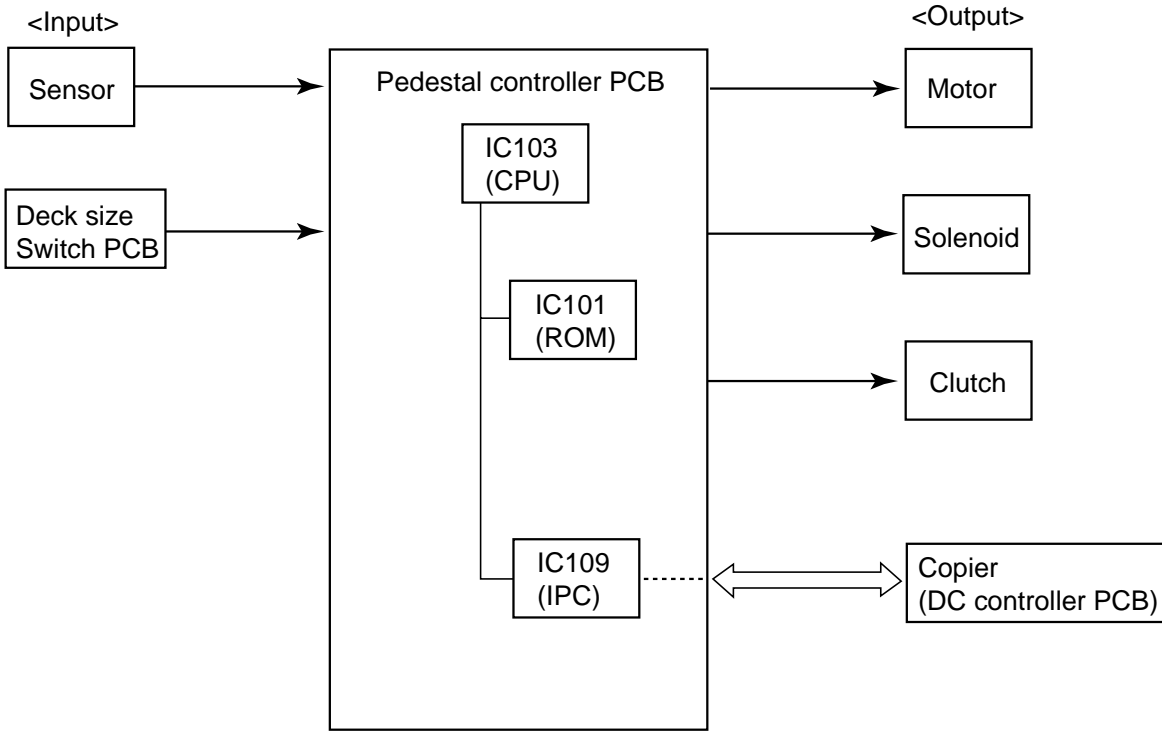 <Input>
<Output>
Sensor
Pedestal controller PCB
Motor
IC103
(CPU)
Deck size
Switch PCB
Solenoid
IC101
(ROM)
Clutch
IC109
(IPC)
Copier
(DC controller PCB)